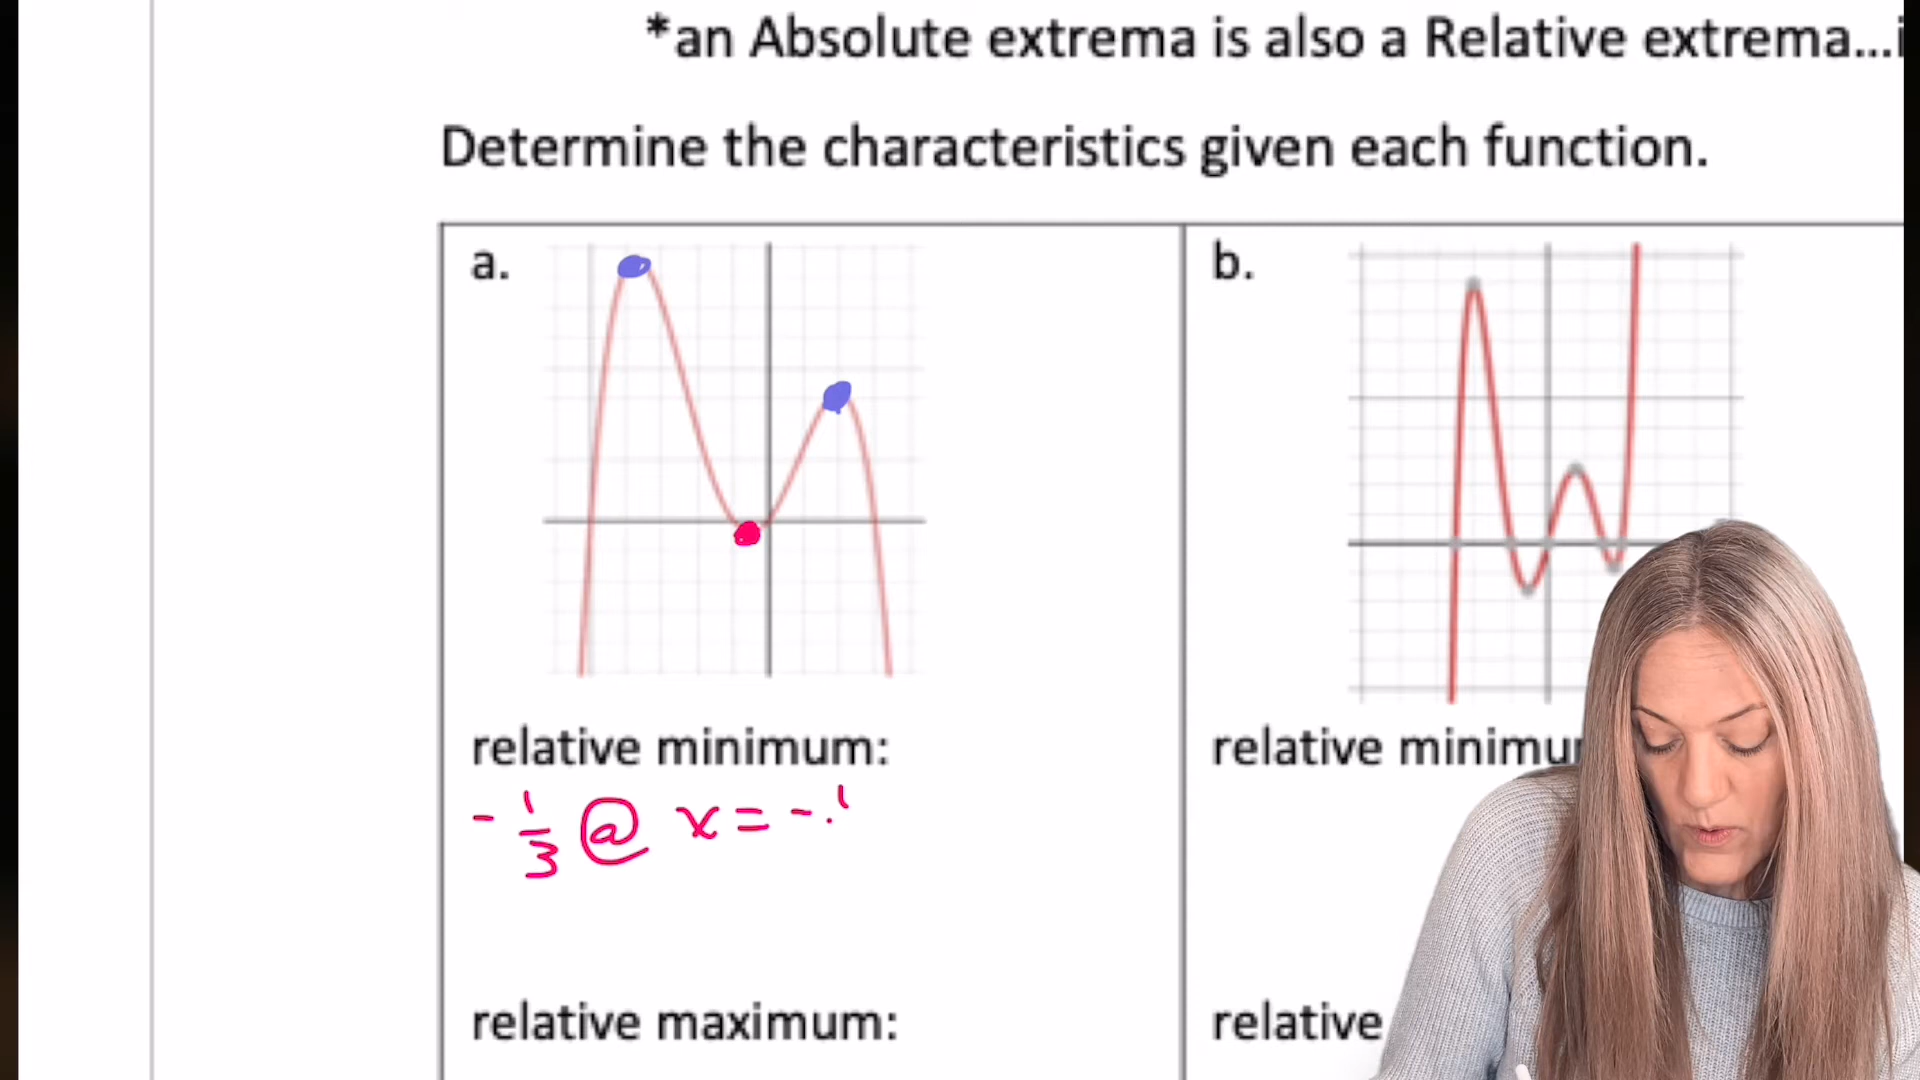 *an Absolute extrema is also a Relative extrema...i
Determine the characteristics given each function.
a.
b.
relative minimum:
relative minimu
- 1/3 @ x = -.1
relative maximum:
relative